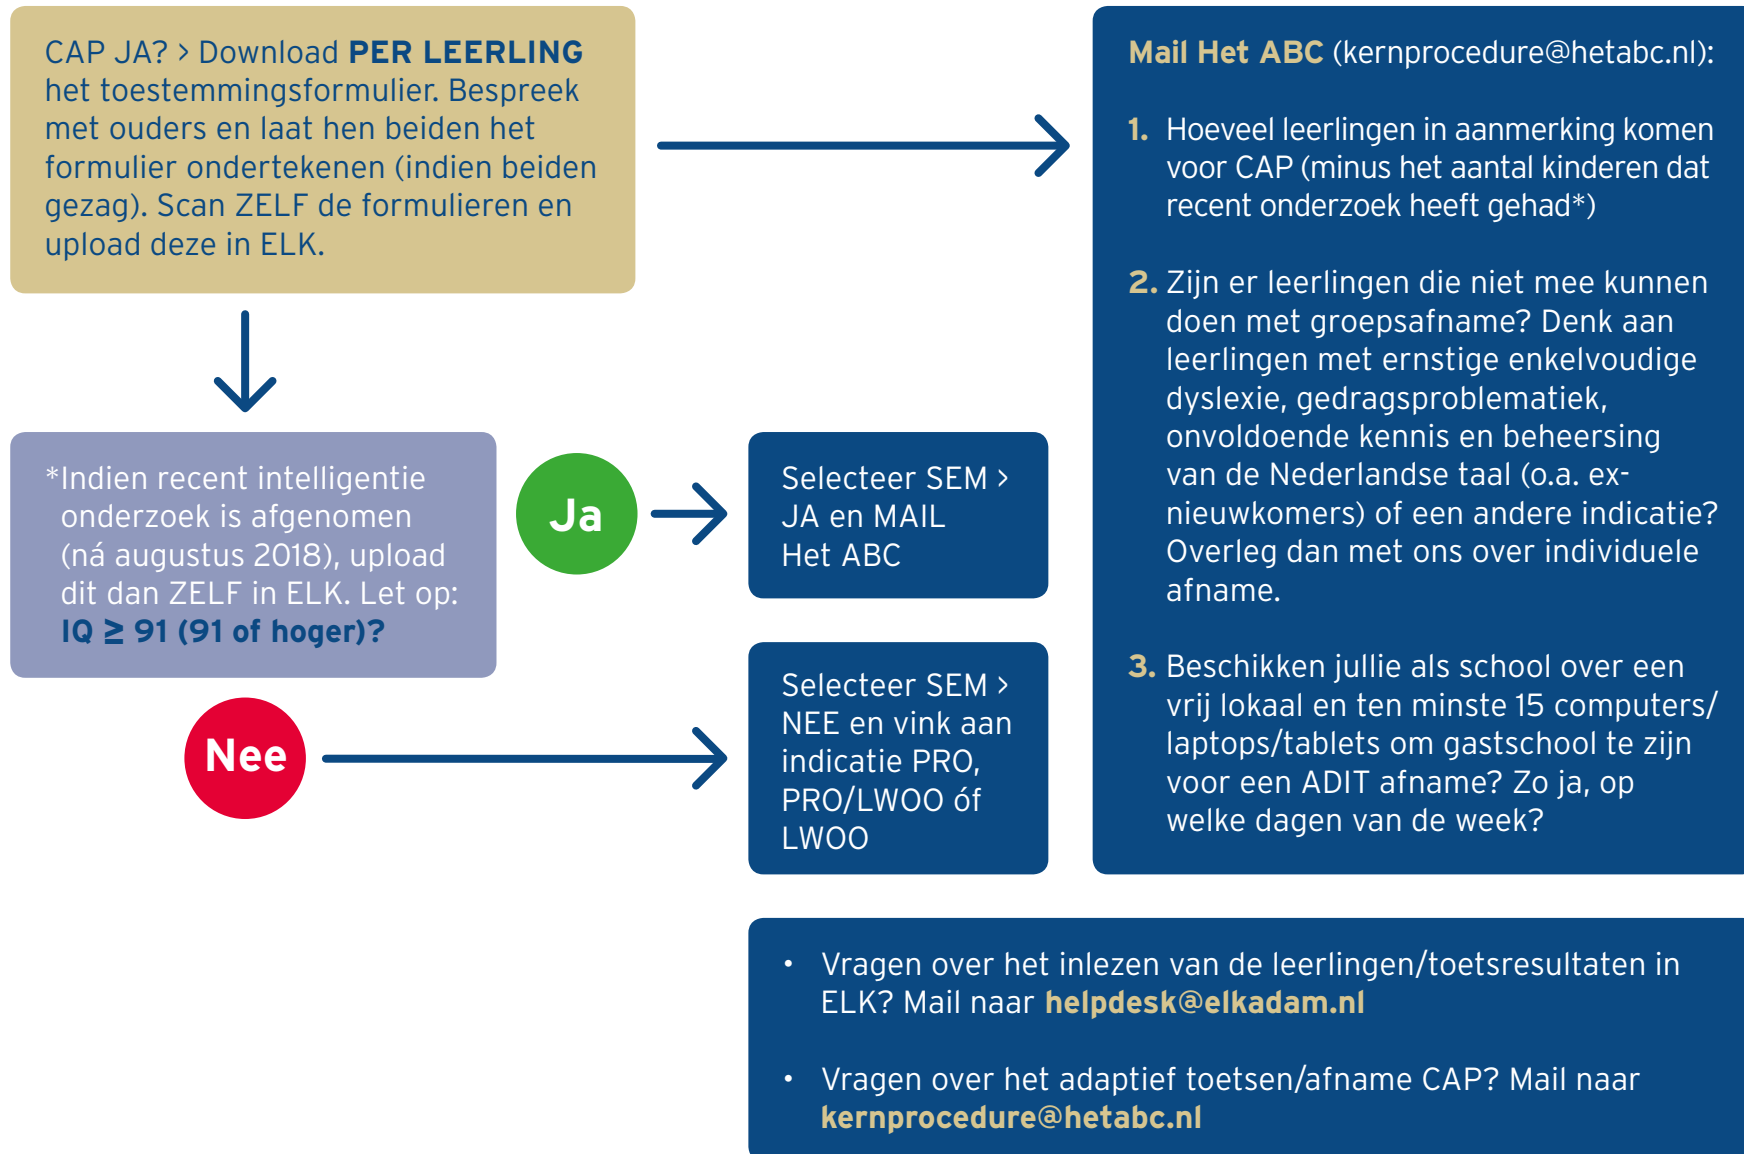 CAP JA? > Download PER LEERLING
het toestemmingsformulier. Bespreek
met ouders en laat hen beiden het
formulier ondertekenen (indien beiden
gezag). Scan ZELF de formulieren en
upload deze in ELK.
*Indien recent intelligentie
onderzoek is afgenomen
(ná augustus 2018), upload
dit dan ZELF in ELK. Let op:
IQ ≥ 91 (91 of hoger)?
Ja
Selecteer SEM >
JA en MAIL
Het ABC
Nee
Selecteer SEM >
NEE en vink aan
indicatie PRO,
PRO/LWOO óf
LWOO
Mail Het ABC (kernprocedure@hetabc.nl):
1. Hoeveel leerlingen in aanmerking komen
voor CAP (minus het aantal kinderen dat
recent onderzoek heeft gehad*)
2. Zijn er leerlingen die niet mee kunnen
doen met groepsafname? Denk aan
leerlingen met ernstige enkelvoudige
dyslexie, gedragsproblematiek,
onvoldoende kennis en beheersing
van de Nederlandse taal (o.a. ex-
nieuwkomers) of een andere indicatie?
Overleg dan met ons over individuele
afname.
3. Beschikken jullie als school over een
vrij lokaal en ten minste 15 computers/
laptops/tablets om gastschool te zijn
voor een ADIT afname? Zo ja, op
welke dagen van de week?
• Vragen over het inlezen van de leerlingen/toetsresultaten in
ELK? Mail naar helpdesk@elkadam.nl
• Vragen over het adaptief toetsen/afname CAP? Mail naar
kernprocedure@hetabc.nl